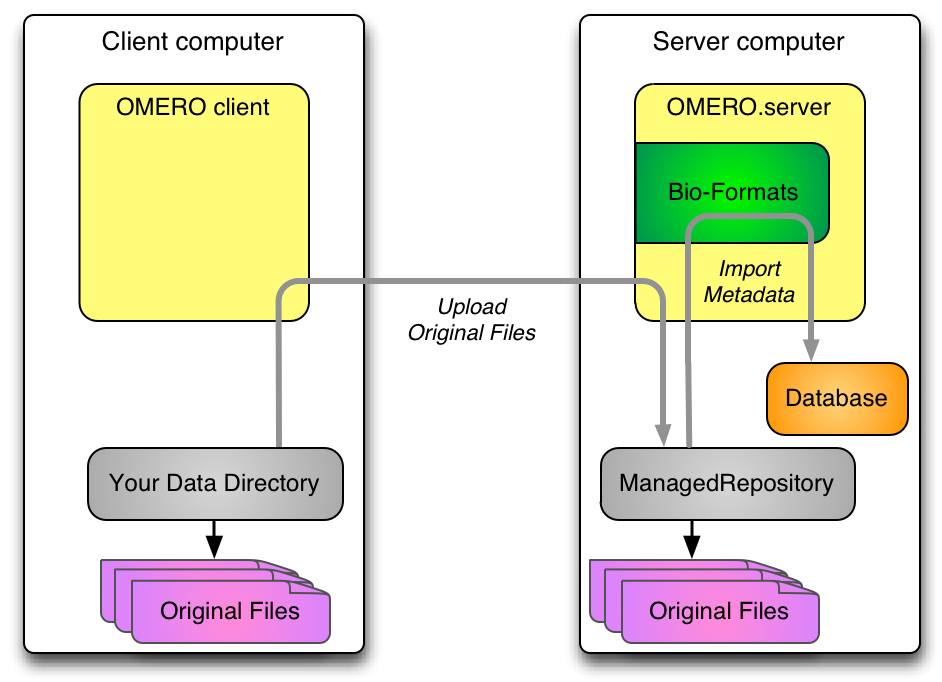 Client computer
OMERO client
Your Data Directory
Original Files
Upload
Original Files
Server computer
OMERO.server
Bio-Formats
Import
Metadata
Database
ManagedRepository
Original Files